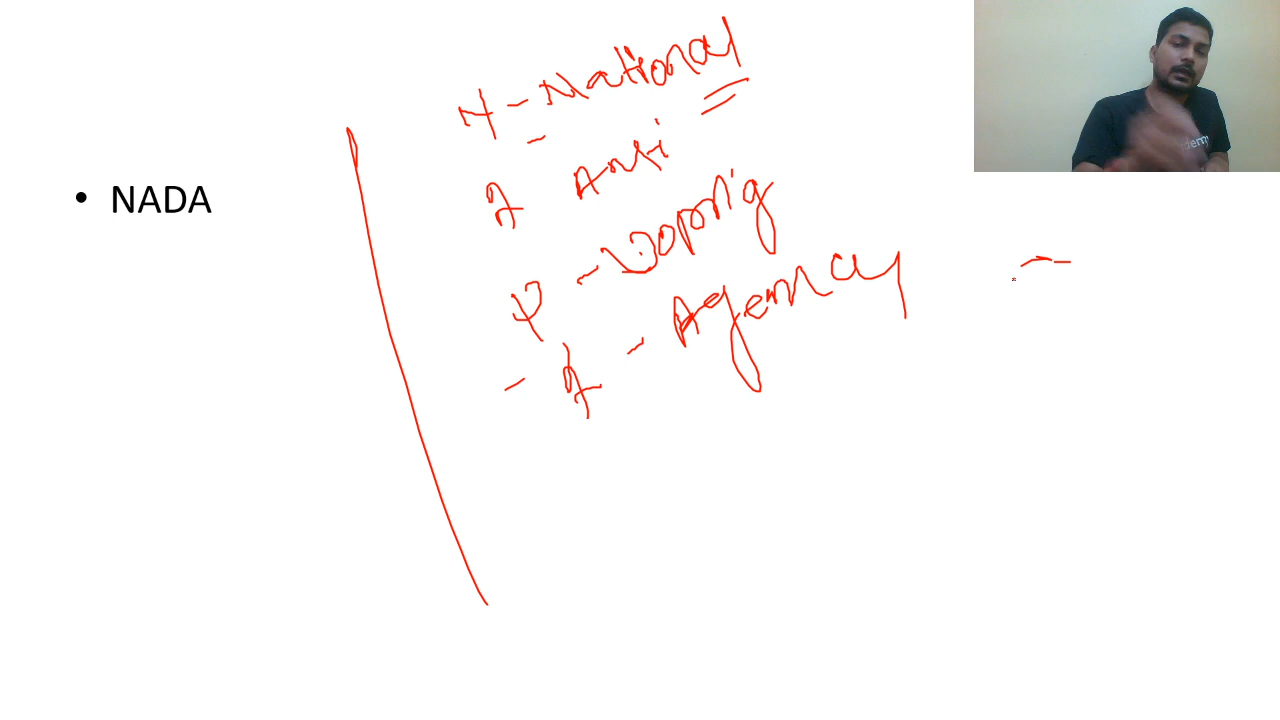 • NADA
N - National
A Anti
D - Doping
- A - Agency